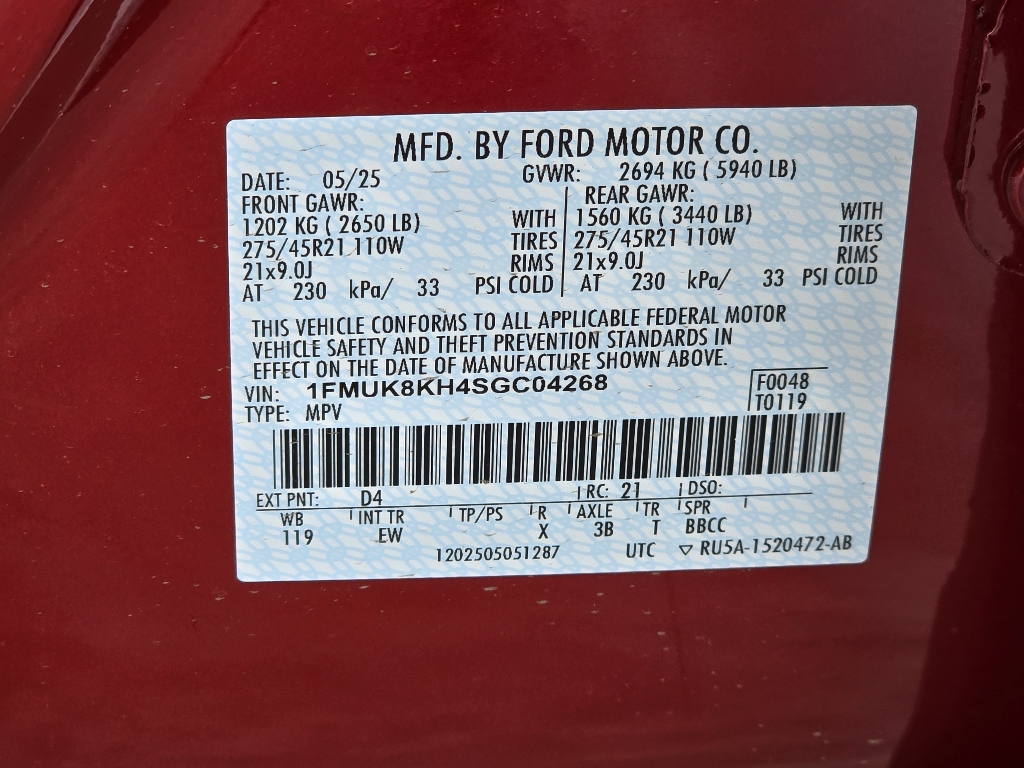 MFD. BY FORD MOTOR CO.
DATE: 05/25 GVWR: 2694 KG ( 5940 LB)
FRONT GAWR: REAR GAWR:
1202 KG ( 2650 LB) WITH 1560 KG ( 3440 LB) WITH
275/45R21 110W TIRES 275/45R21 110W TIRES
21x9.0J RIMS 21x9.0J RIMS
AT 230 kPa/ 33 PSI COLD AT 230 kPa/ 33 PSI COLD
THIS VEHICLE CONFORMS TO ALL APPLICABLE FEDERAL MOTOR
VEHICLE SAFETY AND THEFT PREVENTION STANDARDS IN
EFFECT ON THE DATE OF MANUFACTURE SHOWN ABOVE.
VIN: 1FMUK8KH4SGC04268 F0048
TYPE: MPV T0119
EXT PNT: D4 RC: 21 DSO:
WB INT TR TP/PS R AXLE TR SPR
119 EW X 3B T BBCC
1202505051287 UTC ▽ RU5A-1520472-AB